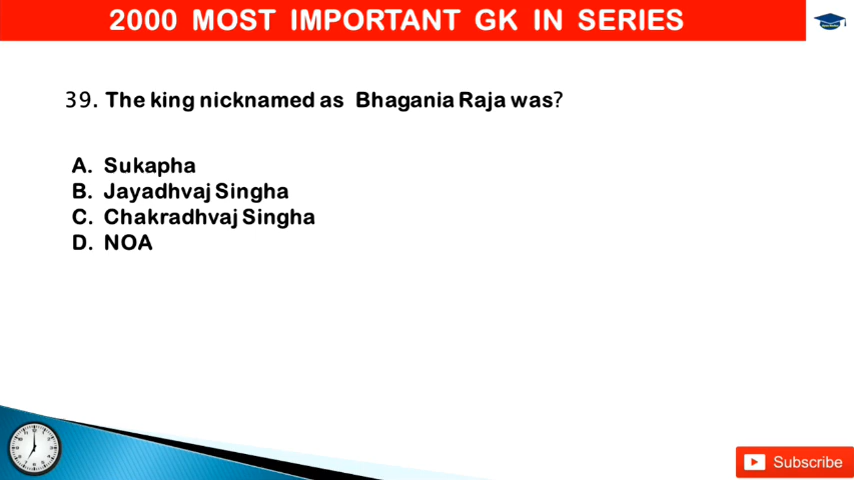 2000 MOST IMPORTANT GK IN SERIES
39. The king nicknamed as Bhagania Raja was?
A. Sukapha
B. Jayadhvaj Singha
C. Chakradhvaj Singha
D. NOA
Subscribe